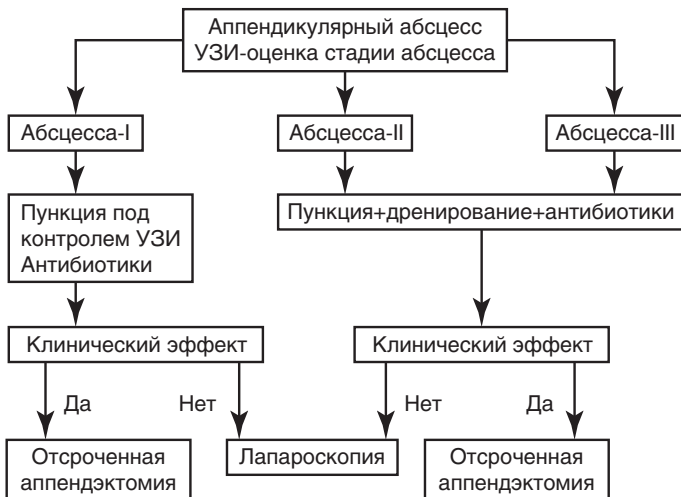 Аппендикулярный абсцесс
УЗИ-оценка стадии абсцесса
Абсцесса-I
Абсцесса-II
Абсцесса-III
Пункция под
контролем УЗИ
Антибиотики
Пункция+дренирование+антибиотики
Клинический эффект
Клинический эффект
Да
Нет
Нет
Да
Отсроченная
аппендэктомия
Лапароскопия
Отсроченная
аппендэктомия